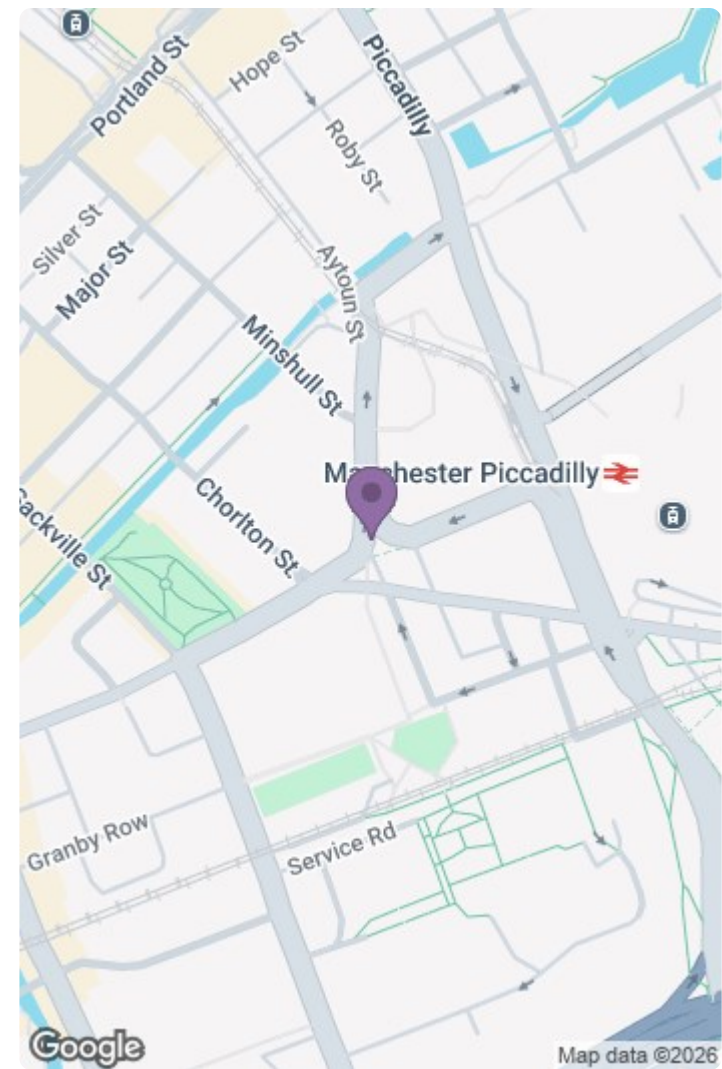 Portland St
Hope St
Piccadilly
Roby St
Silver St
Major St
Aytoun St
Minshull St
Manchester Piccadilly
Chorlton St
Sackville St
Granby Row
Service Rd
Google
Map data ©2026